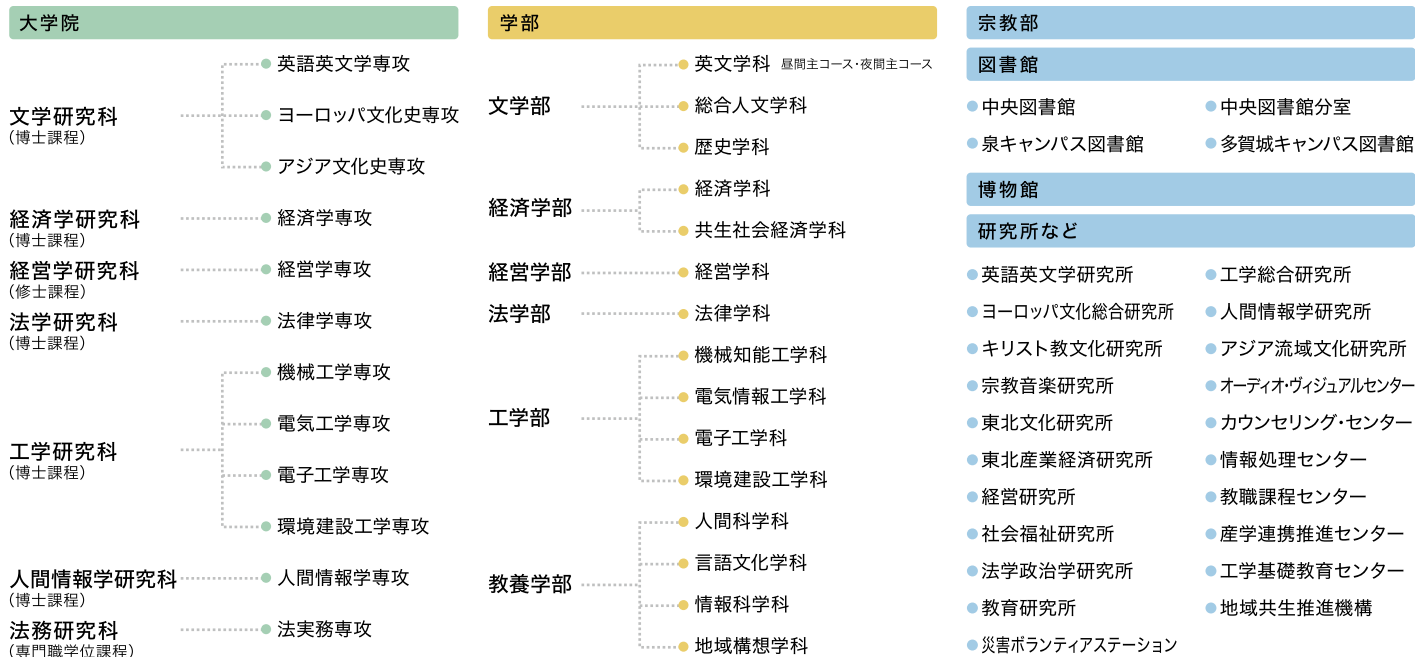 大学院
文学研究科
(博士課程)
英語英文学専攻
ヨーロッパ文化史専攻
アジア文化史専攻
経済学研究科
(博士課程)
経済学専攻
経営学研究科
(修士課程)
経営学専攻
法学研究科
(博士課程)
法律学専攻
工学研究科
(博士課程)
機械工学専攻
電気工学専攻
電子工学専攻
環境建設工学専攻
人間情報学研究科
(博士課程)
人間情報学専攻
法務研究科
(専門職学位課程)
法実務専攻
学部
文学部
英文学科 昼間主コース・夜間主コース
総合人文学科
歴史学科
経済学部
経済学科
共生社会経済学科
経営学部
経営学科
法学部
法律学科
工学部
機械知能工学科
電気情報工学科
電子工学科
環境建設工学科
教養学部
人間科学科
言語文化学科
情報科学科
地域構想学科
宗教部
図書館
中央図書館
中央図書館分室
泉キャンパス図書館
多賀城キャンパス図書館
博物館
研究所など
英語英文学研究所
工学総合研究所
ヨーロッパ文化総合研究所
人間情報学研究所
キリスト教文化研究所
アジア流域文化研究所
宗教音楽研究所
オーディオ・ヴィジュアルセンター
東北文化研究所
カウンセリング・センター
東北産業経済研究所
情報処理センター
経営研究所
教職課程センター
社会福祉研究所
産学連携推進センター
法学政治学研究所
工学基礎教育センター
教育研究所
地域共生推進機構
災害ボランティアステーション